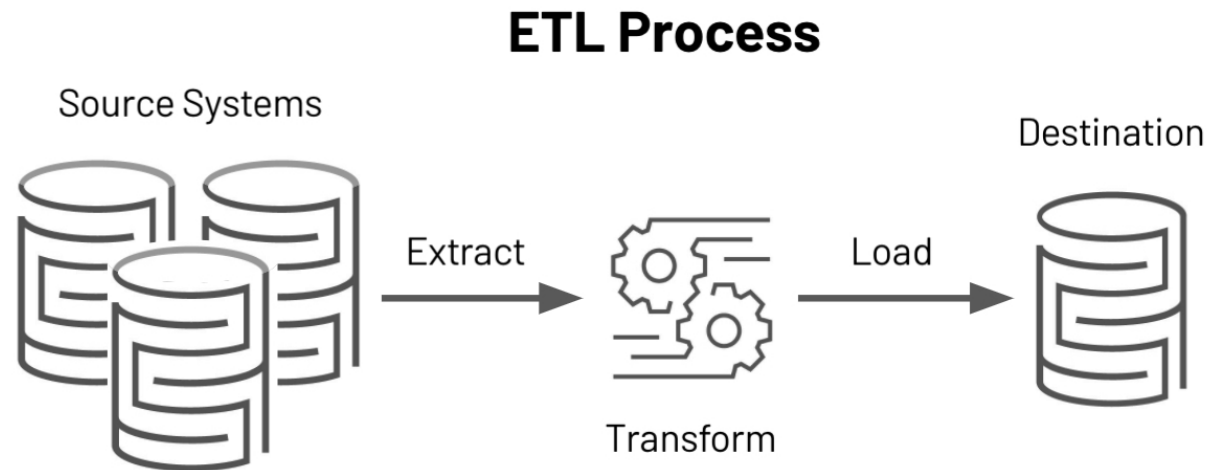 ETL Process
Source Systems
Destination
Extract
Load
Transform